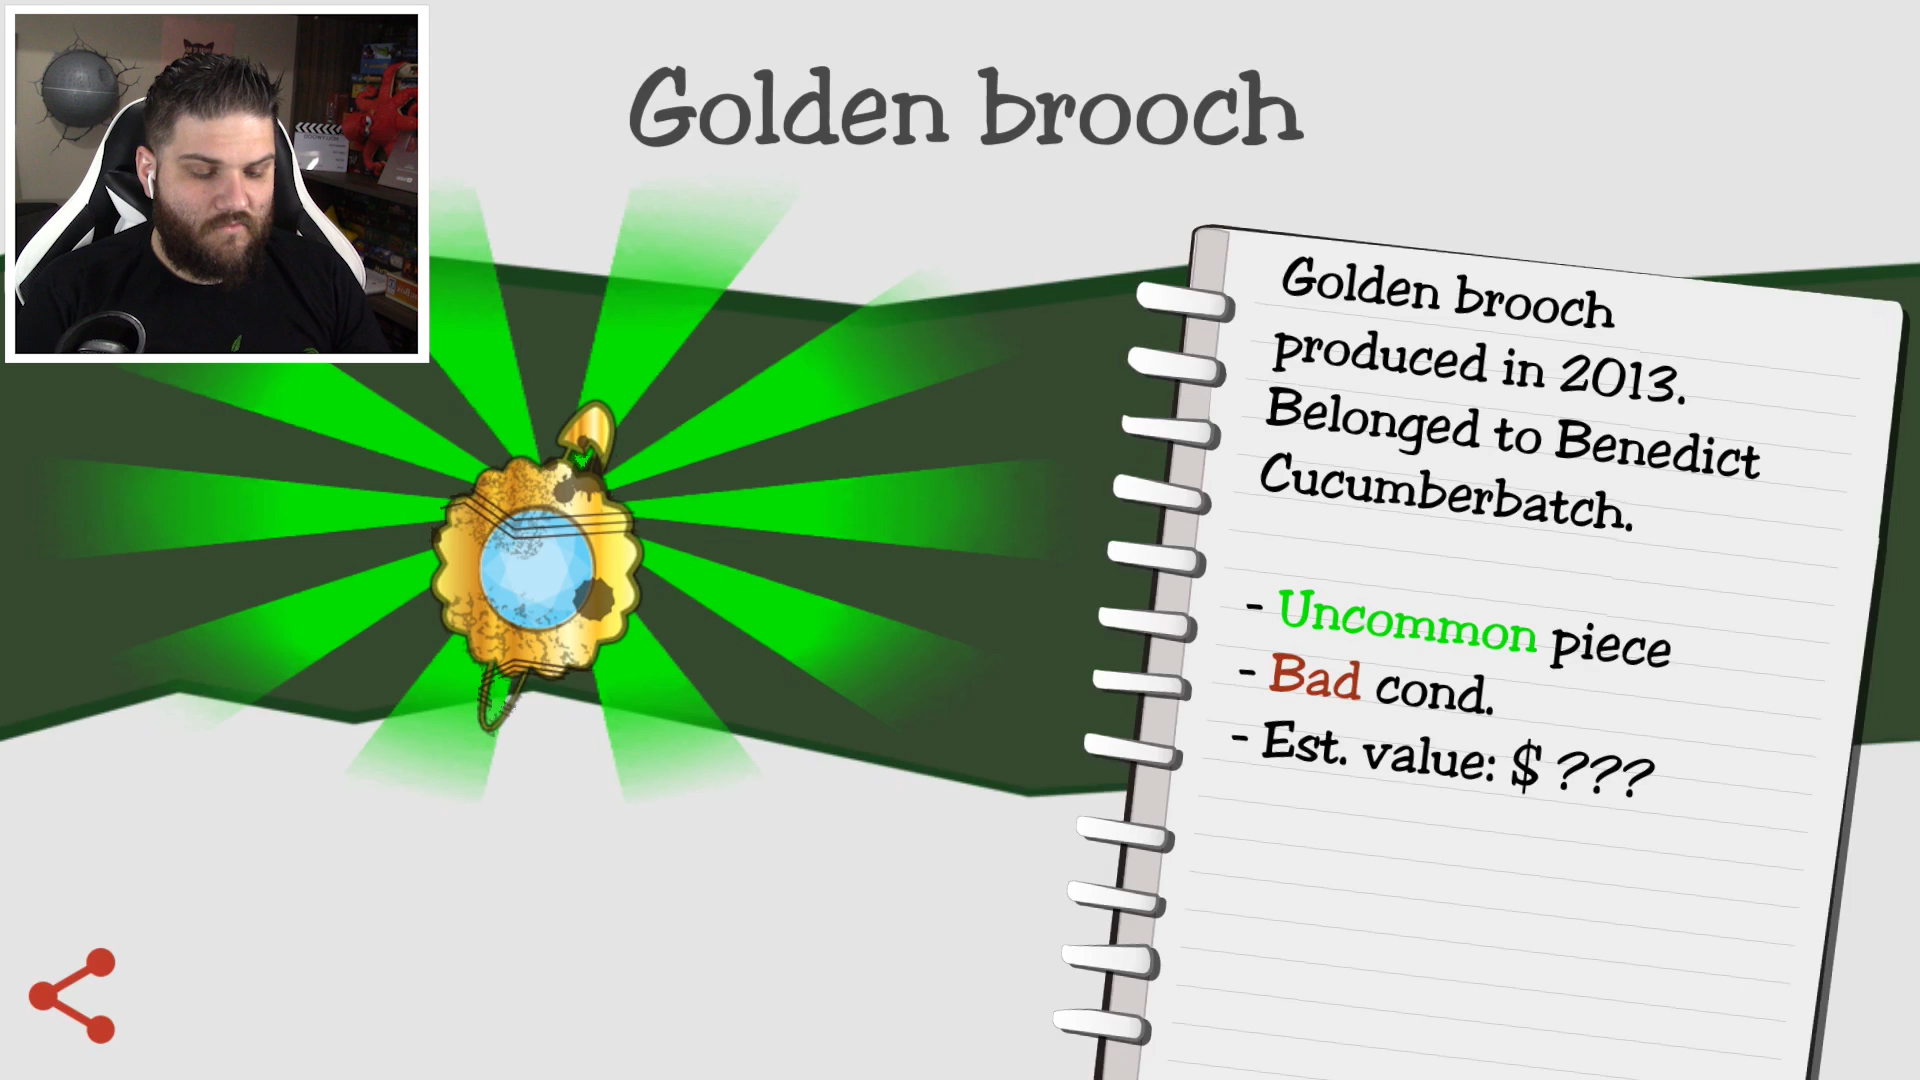 Golden brooch
Golden brooch
produced in 2013.
Belonged to Benedict
Cucumberbatch.
- Uncommon piece
- Bad cond.
- Est. value: $ ???